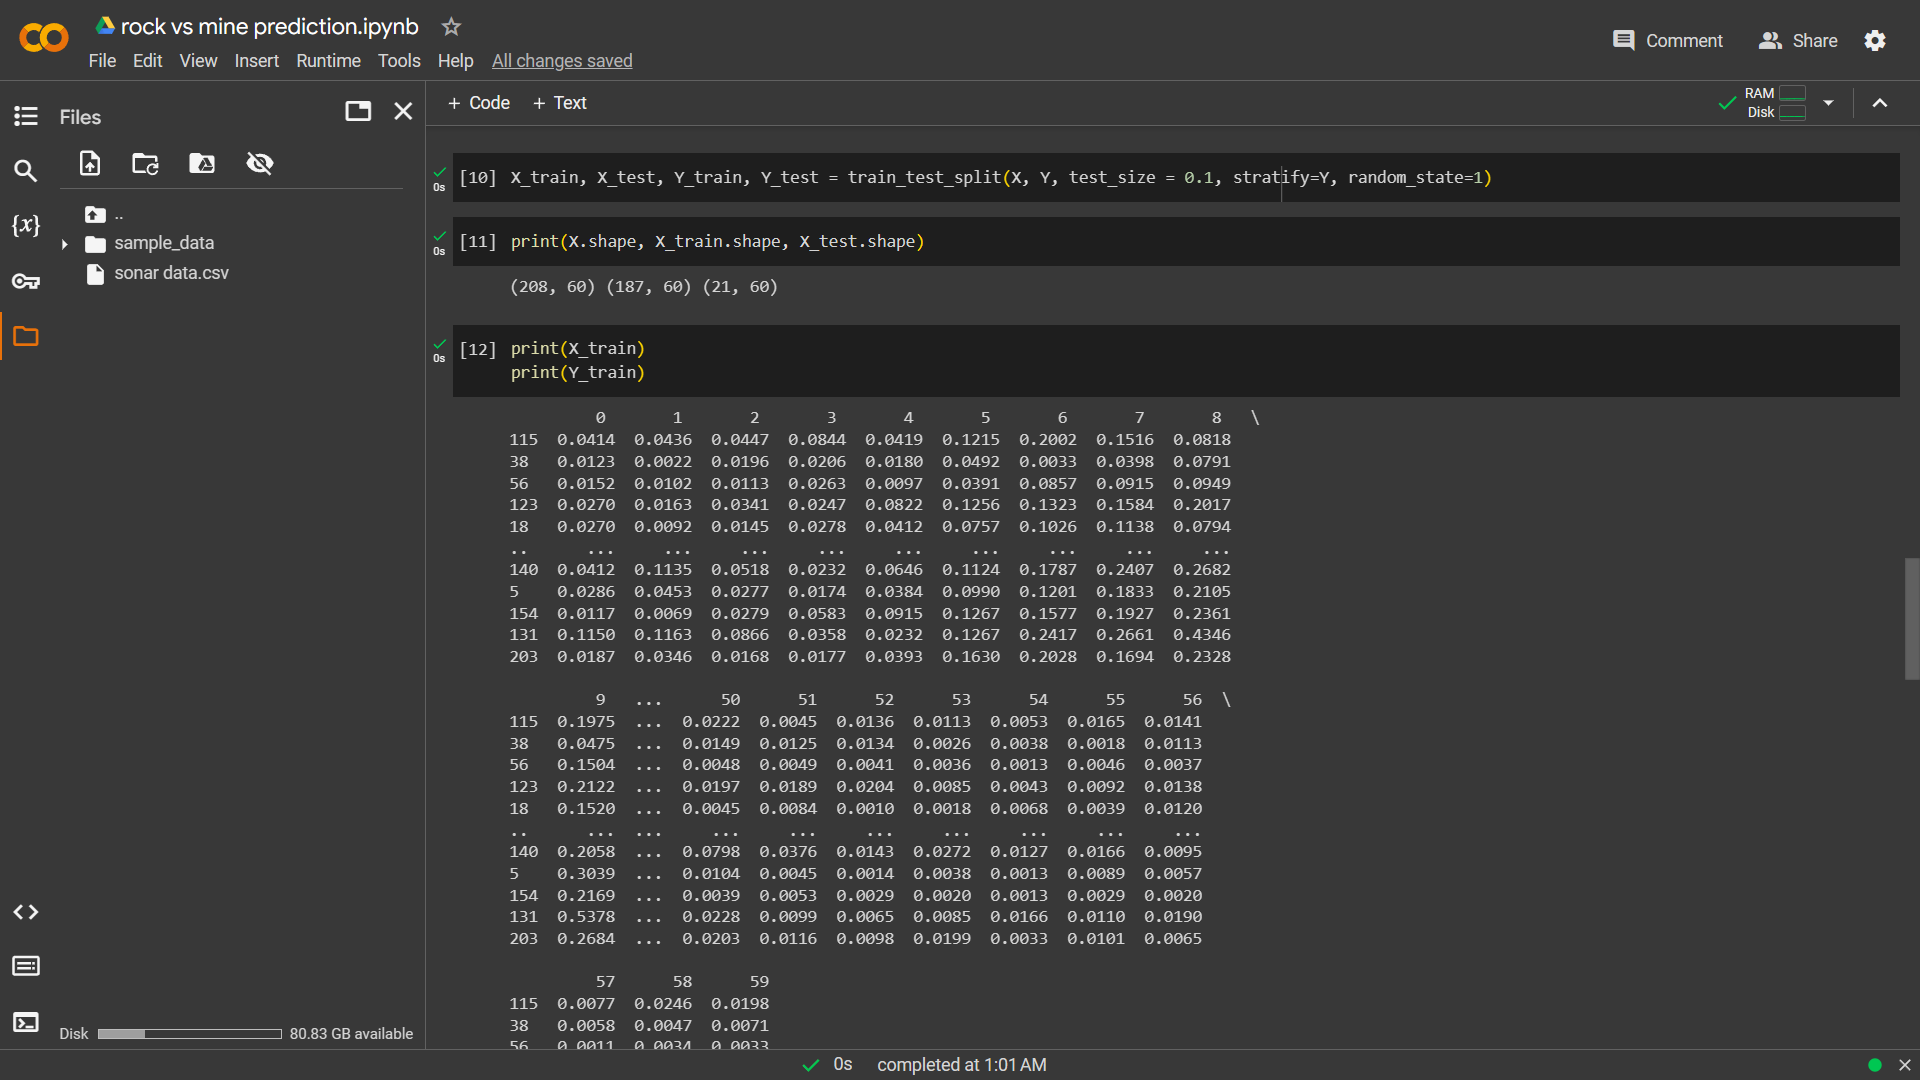 rock vs mine prediction.ipynb
File Edit View Insert Runtime Tools Help All changes saved
Comment Share
Files
+ Code + Text
RAM
Disk
..
sample_data
sonar data.csv
Disk 80.83 GB available
{x}
0s
[10] X_train, X_test, Y_train, Y_test = train_test_split(X, Y, test_size = 0.1, stratify=Y, random_state=1)
0s
[11] print(X.shape, X_train.shape, X_test.shape)
(208, 60) (187, 60) (21, 60)
0s
[12] print(X_train)
print(Y_train)
0 1 2 3 4 5 6 7 8 \
115 0.0414 0.0436 0.0447 0.0844 0.0419 0.1215 0.2002 0.1516 0.0818
38 0.0123 0.0022 0.0196 0.0206 0.0180 0.0492 0.0033 0.0398 0.0791
56 0.0152 0.0102 0.0113 0.0263 0.0097 0.0391 0.0857 0.0915 0.0949
123 0.0270 0.0163 0.0341 0.0247 0.0822 0.1256 0.1323 0.1584 0.2017
18 0.0270 0.0092 0.0145 0.0278 0.0412 0.0757 0.1026 0.1138 0.0794
.. ... ... ... ... ... ... ... ... ...
140 0.0412 0.1135 0.0518 0.0232 0.0646 0.1124 0.1787 0.2407 0.2682
5 0.0286 0.0453 0.0277 0.0174 0.0384 0.0990 0.1201 0.1833 0.2105
154 0.0117 0.0069 0.0279 0.0583 0.0915 0.1267 0.1577 0.1927 0.2361
131 0.1150 0.1163 0.0866 0.0358 0.0232 0.1267 0.2417 0.2661 0.4346
203 0.0187 0.0346 0.0168 0.0177 0.0393 0.1630 0.2028 0.1694 0.2328
9 ... 50 51 52 53 54 55 56 \
115 0.1975 ... 0.0222 0.0045 0.0136 0.0113 0.0053 0.0165 0.0141
38 0.0475 ... 0.0149 0.0125 0.0134 0.0026 0.0038 0.0018 0.0113
56 0.1504 ... 0.0048 0.0049 0.0041 0.0036 0.0013 0.0046 0.0037
123 0.2122 ... 0.0197 0.0189 0.0204 0.0085 0.0043 0.0092 0.0138
18 0.1520 ... 0.0045 0.0084 0.0010 0.0018 0.0068 0.0039 0.0120
.. ... ... ... ... ... ... ... ... ...
140 0.2058 ... 0.0798 0.0376 0.0143 0.0272 0.0127 0.0166 0.0095
5 0.3039 ... 0.0104 0.0045 0.0014 0.0038 0.0013 0.0089 0.0057
154 0.2169 ... 0.0039 0.0053 0.0029 0.0020 0.0013 0.0029 0.0020
131 0.5378 ... 0.0228 0.0099 0.0065 0.0085 0.0166 0.0110 0.0190
203 0.2684 ... 0.0203 0.0116 0.0098 0.0199 0.0033 0.0101 0.0065
57 58 59
115 0.0077 0.0246 0.0198
38 0.0058 0.0047 0.0071
56 0.0011 0.0034 0.0033
0s completed at 1:01 AM